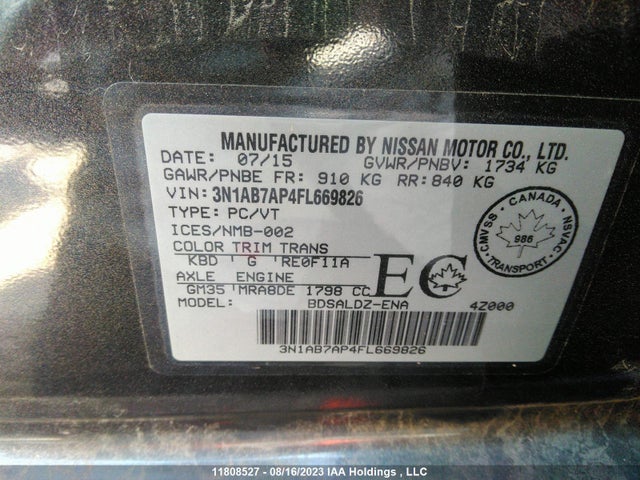 MANUFACTURED BY NISSAN MOTOR CO., LTD.
DATE: 07/15 GVWR/PNBV: 1734 KG
GAWR/PNBE FR: 910 KG RR: 840 KG
VIN: 3N1AB7AP4FL669826
TYPE: PC/VT
ICES/NMB-002
COLOR TRIM TRANS
KBD G RE0F11A
AXLE ENGINE
GM35 MRA8DE 1798 CC
MODEL: BDSALDZ-ENA 4Z000
EC
CMVSS CANADA NSVAC
986
TRANSPORT
3N1AB7AP4FL669826
11808527 - 08/16/2023 IAA Holdings , LLC